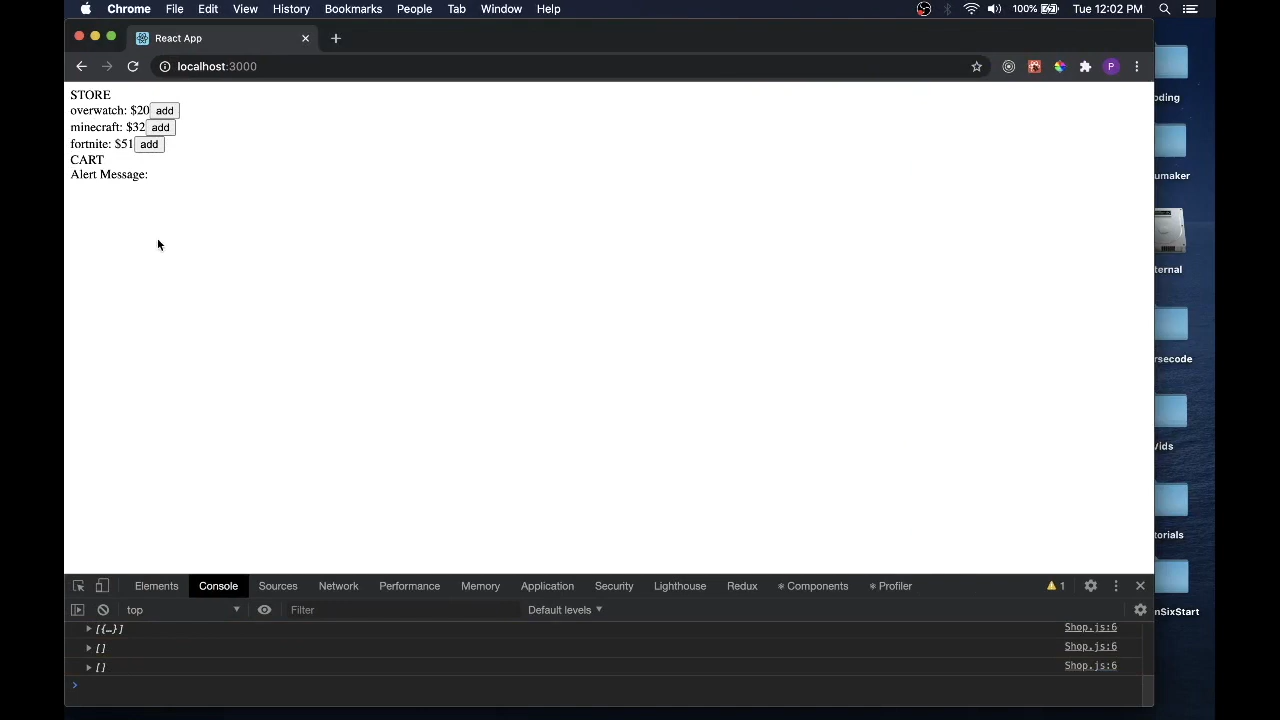 Chrome File Edit View History Bookmarks People Tab Window Help 100% Tue 12:02 PM
React App
localhost:3000
P
STORE
overwatch: $20 add
minecraft: $32 add
fortnite: $51 add
CART
Alert Message:
oding
umaker
ternal
rsecode
Vids
torials
nSixStart
Elements Console Sources Network Performance Memory Application Security Lighthouse Redux Components Profiler 1
top Filter Default levels
[{…}] Shop.js:6
[] Shop.js:6
[] Shop.js:6
>